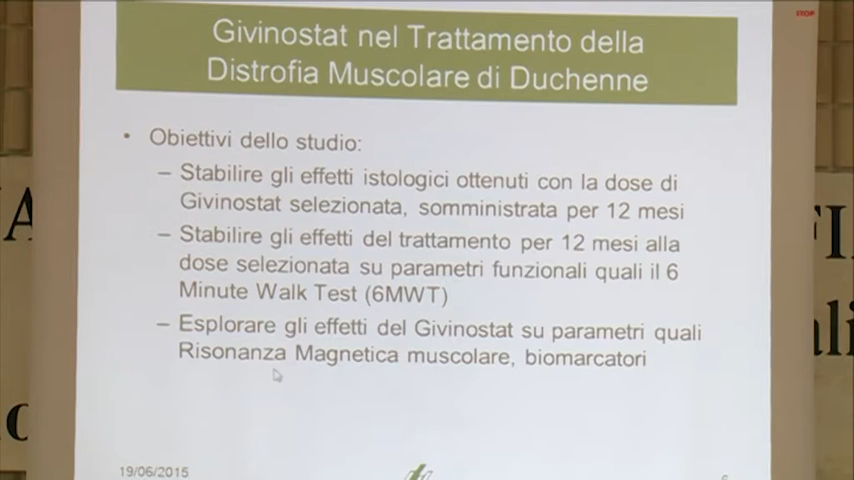 STOP
Givinostat nel Trattamento della
Distrofia Muscolare di Duchenne
• Obiettivi dello studio:
– Stabilire gli effetti istologici ottenuti con la dose di
Givinostat selezionata, somministrata per 12 mesi
– Stabilire gli effetti del trattamento per 12 mesi alla
dose selezionata su parametri funzionali quali il 6
Minute Walk Test (6MWT)
– Esplorare gli effetti del Givinostat su parametri quali
Risonanza Magnetica muscolare, biomarcatori
19/06/2015